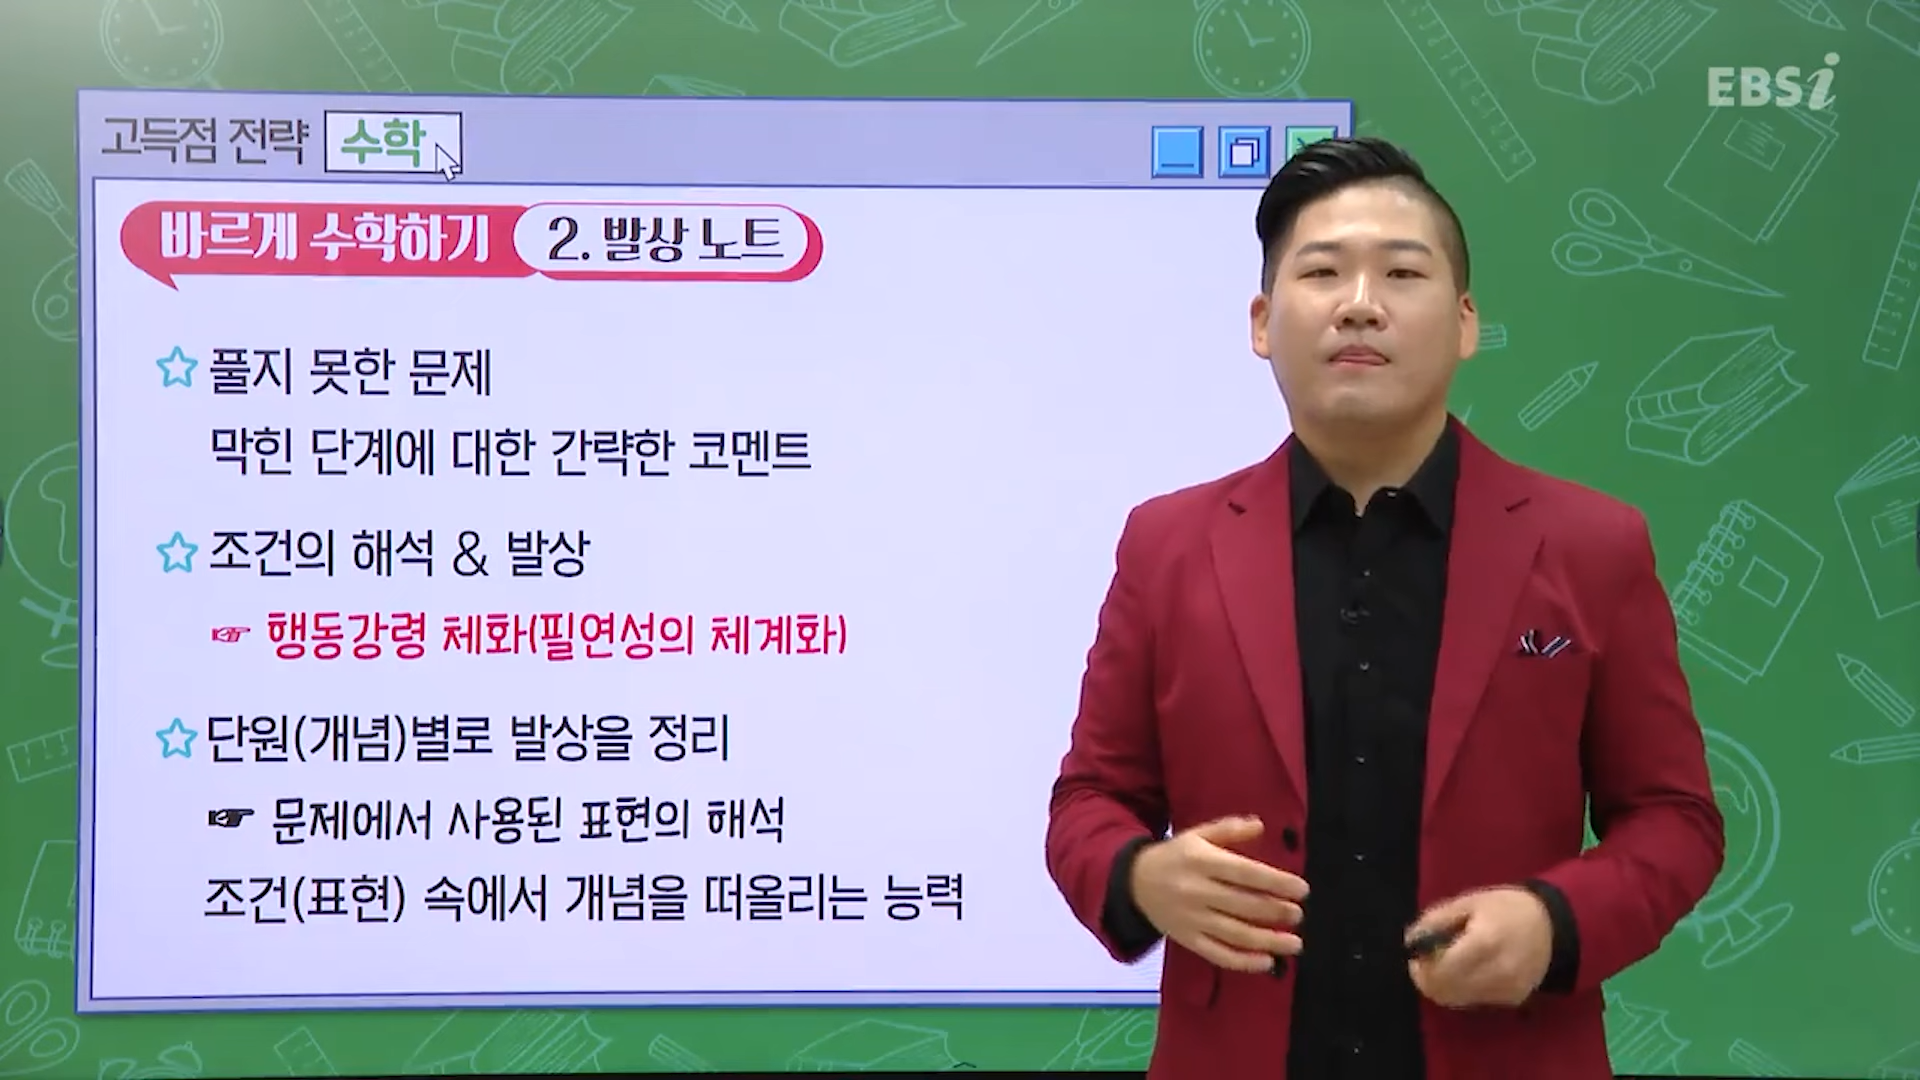 EBSi
고득점 전략 수학
바르게 수학하기 2. 발상 노트
☆ 풀지 못한 문제
막힌 단계에 대한 간략한 코멘트
☆ 조건의 해석 & 발상
☞ 행동강령 체화(필연성의 체계화)
☆ 단원(개념)별로 발상을 정리
☞ 문제에서 사용된 표현의 해석
조건(표현) 속에서 개념을 떠올리는 능력